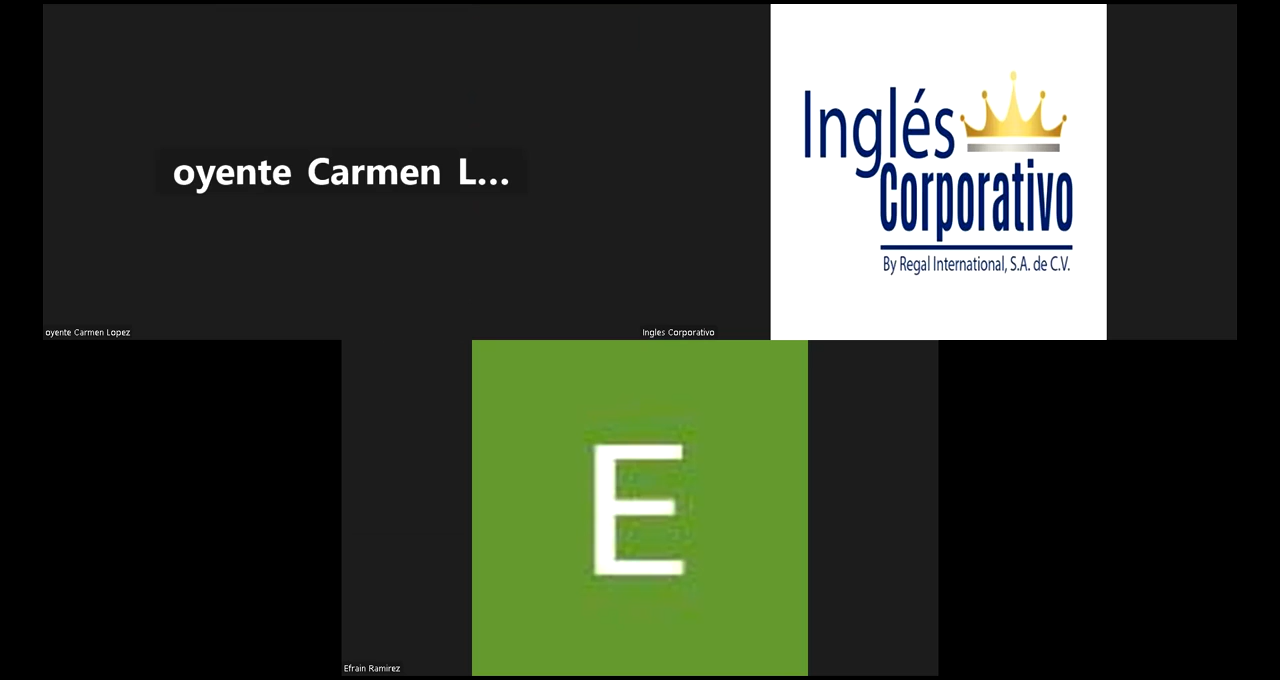 oyente Carmen L...
Inglés
Corporativo
By Regal International, S.A. de C.V.
oyente Carmen Lopez
Ingles Corporativo
E
Efrain Ramirez